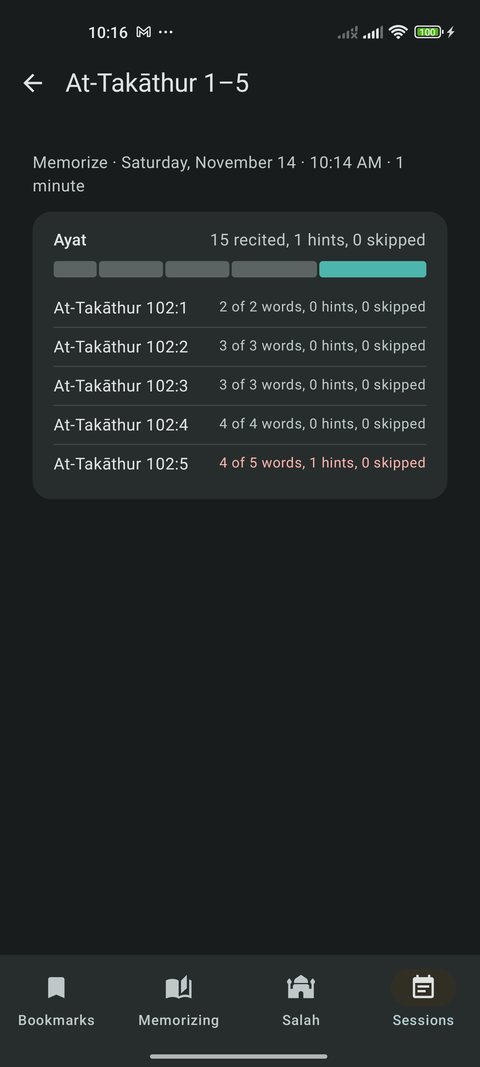 10:16
100
At-Takāthur 1–5
Memorize · Saturday, November 14 · 10:14 AM · 1
minute
Ayat 15 recited, 1 hints, 0 skipped
At-Takāthur 102:1 2 of 2 words, 0 hints, 0 skipped
At-Takāthur 102:2 3 of 3 words, 0 hints, 0 skipped
At-Takāthur 102:3 3 of 3 words, 0 hints, 0 skipped
At-Takāthur 102:4 4 of 4 words, 0 hints, 0 skipped
At-Takāthur 102:5 4 of 5 words, 1 hints, 0 skipped
Bookmarks Memorizing Salah Sessions